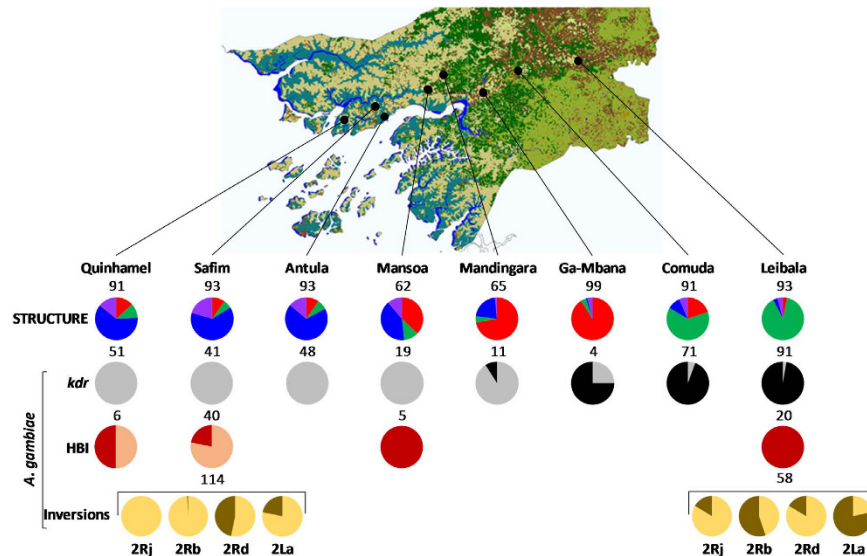 Quinhamel Safim Antula Mansoa Mandingara Ga-Mbana Comuda Leibala
91 93 93 62 65 99 91 93
STRUCTURE
51 41 48 19 11 4 71 91
kdr
6 40 5 20
HBI
114 58
Inversions
A. gambiae
2Rj 2Rb 2Rd 2La 2Rj 2Rb 2Rd 2La